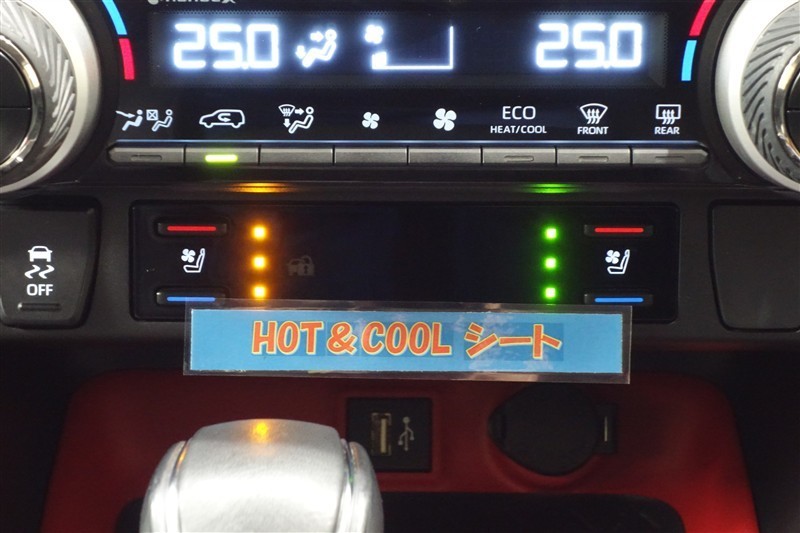 25.0 25.0
ECO
HEAT/COOL
FRONT
REAR
OFF
HOT&COOL シート